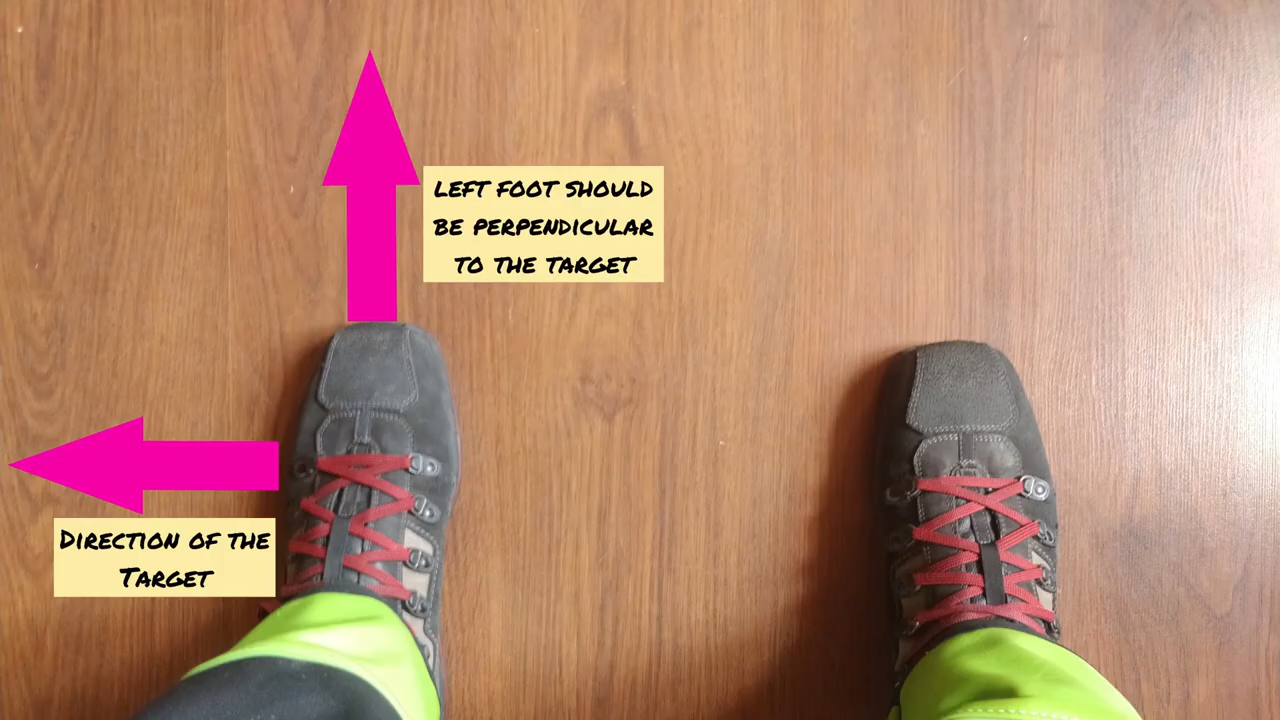 LEFT FOOT SHOULD
BE PERPENDICULAR
TO THE TARGET
DIRECTION OF THE
TARGET